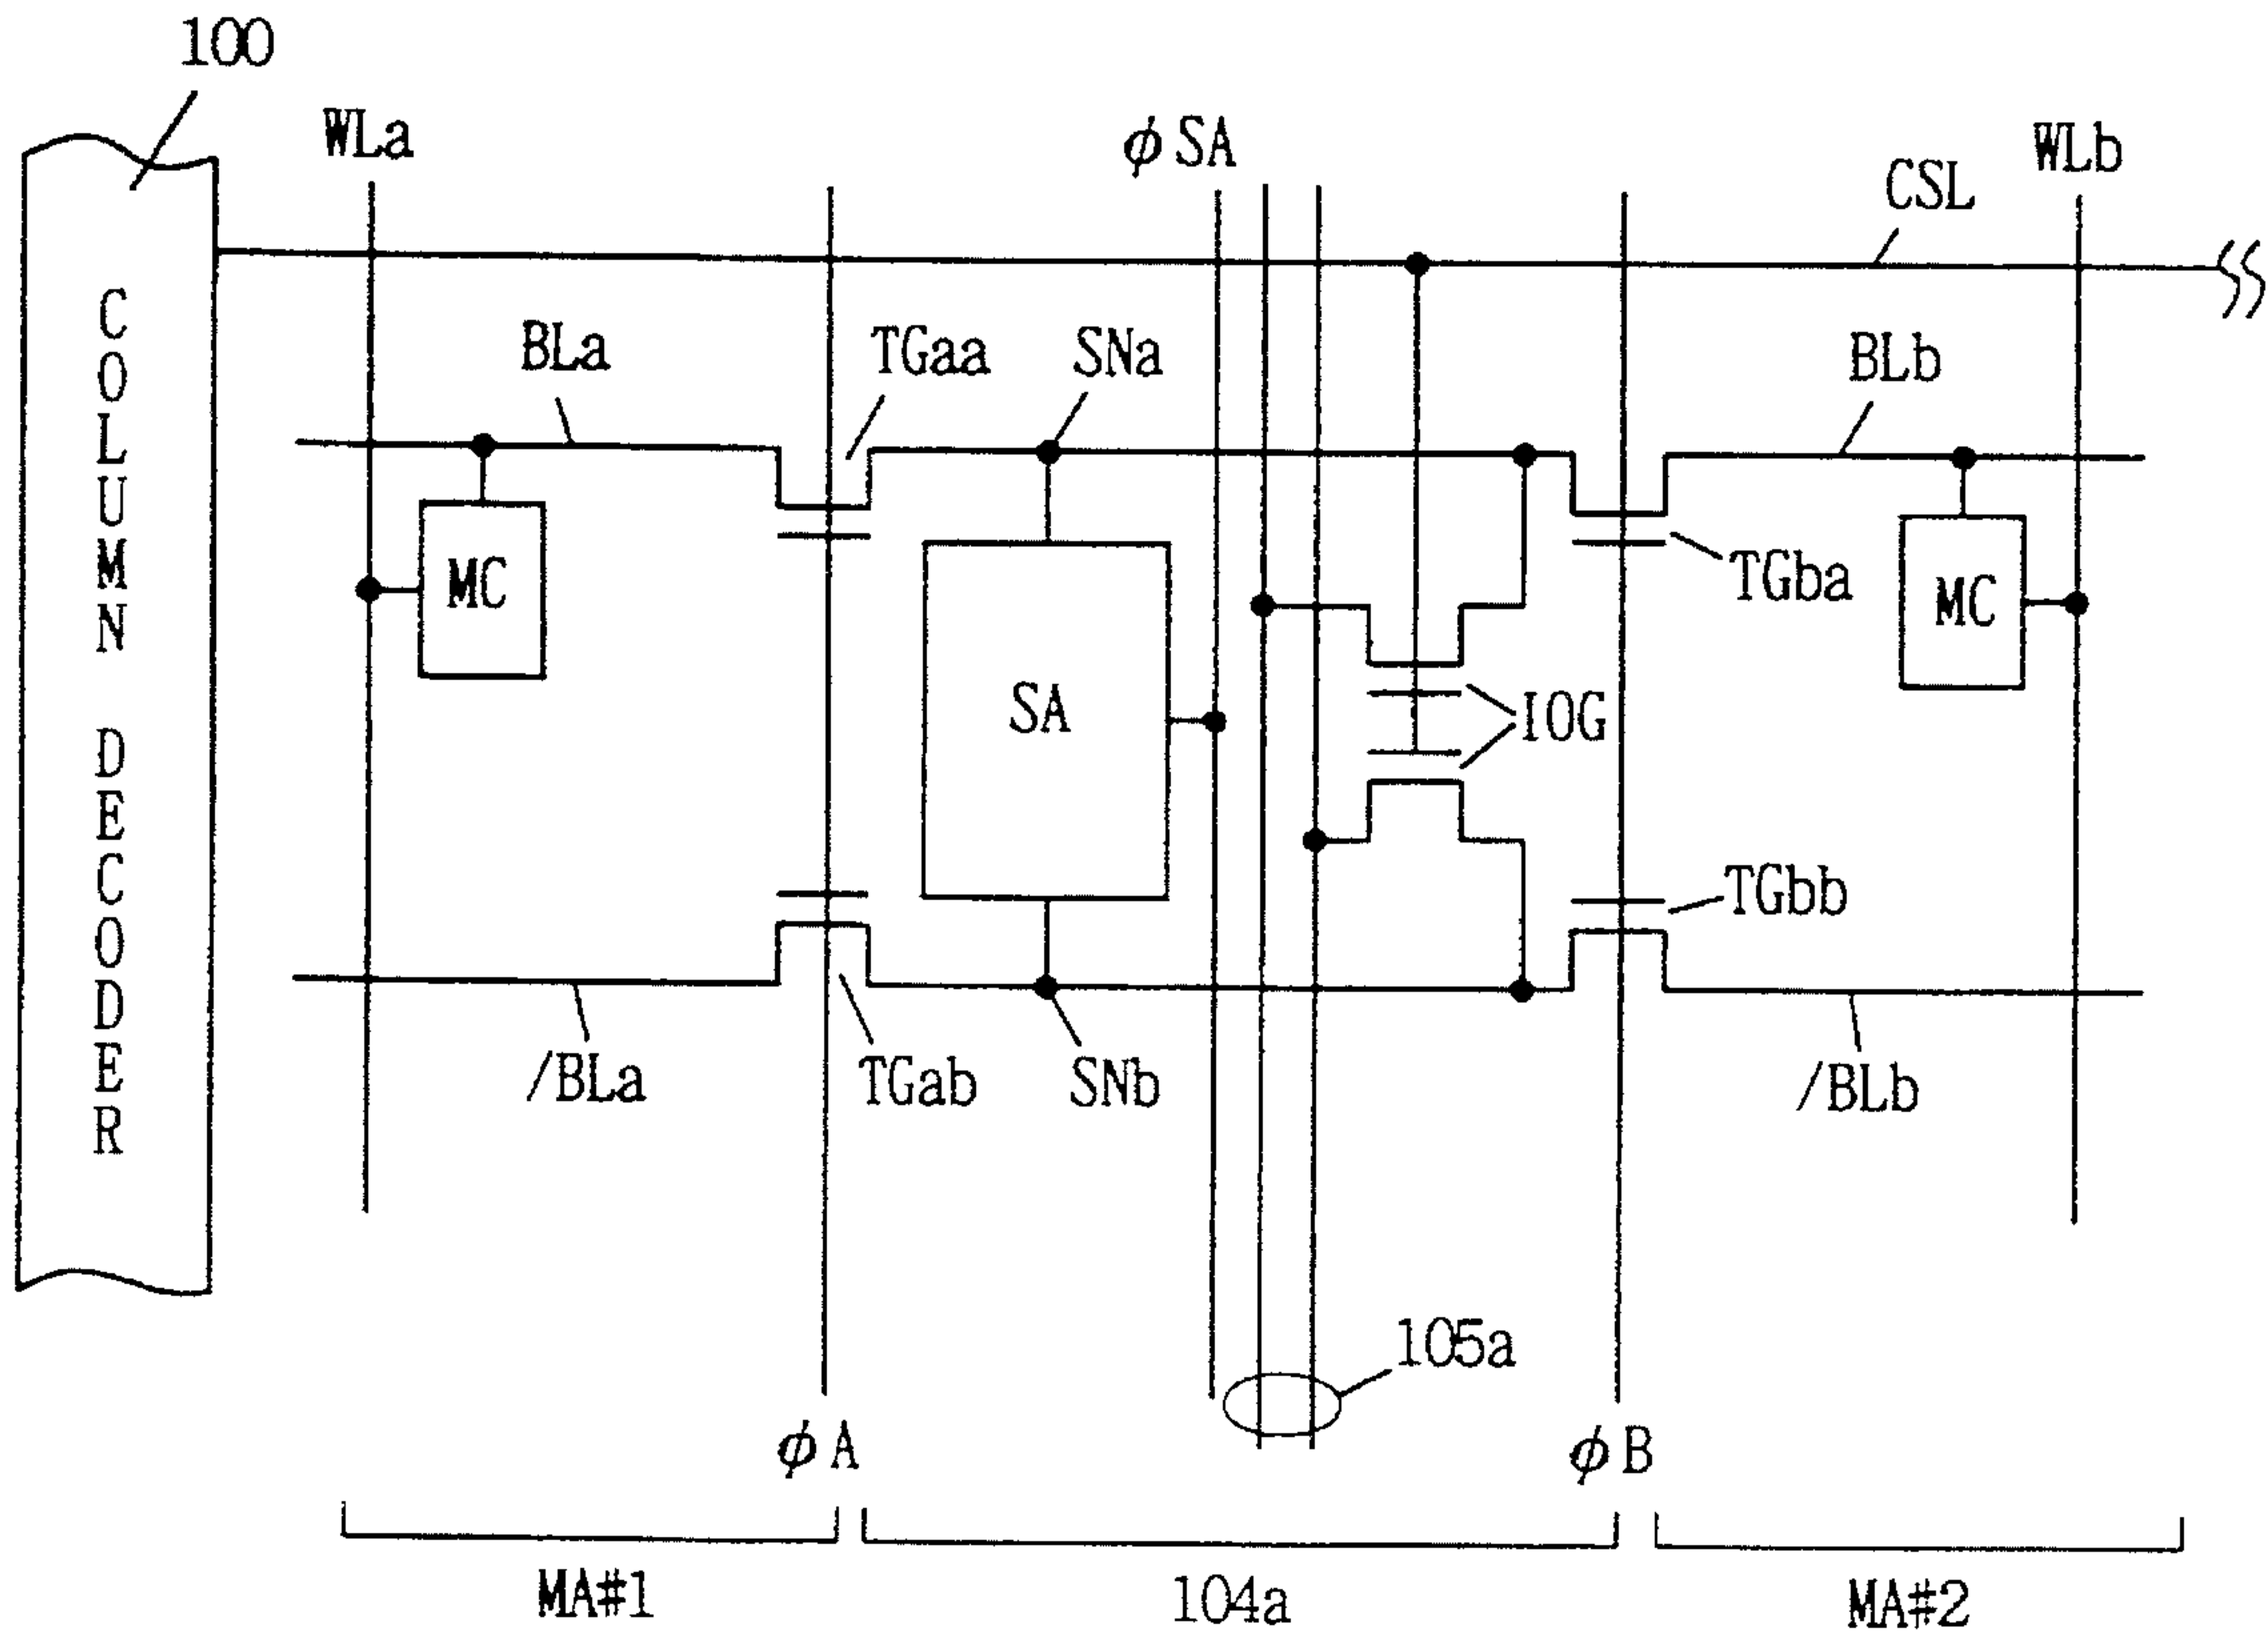 100
WLa
φSA
WLb
CSL
BLa
TGaa
SNa
BLb
COLUMN DECODER
MC
TGba
MC
SA
IOG
TGbb
/BLa
TGab
SNb
/BLb
105a
φA
φB
MA#1
104a
MA#2